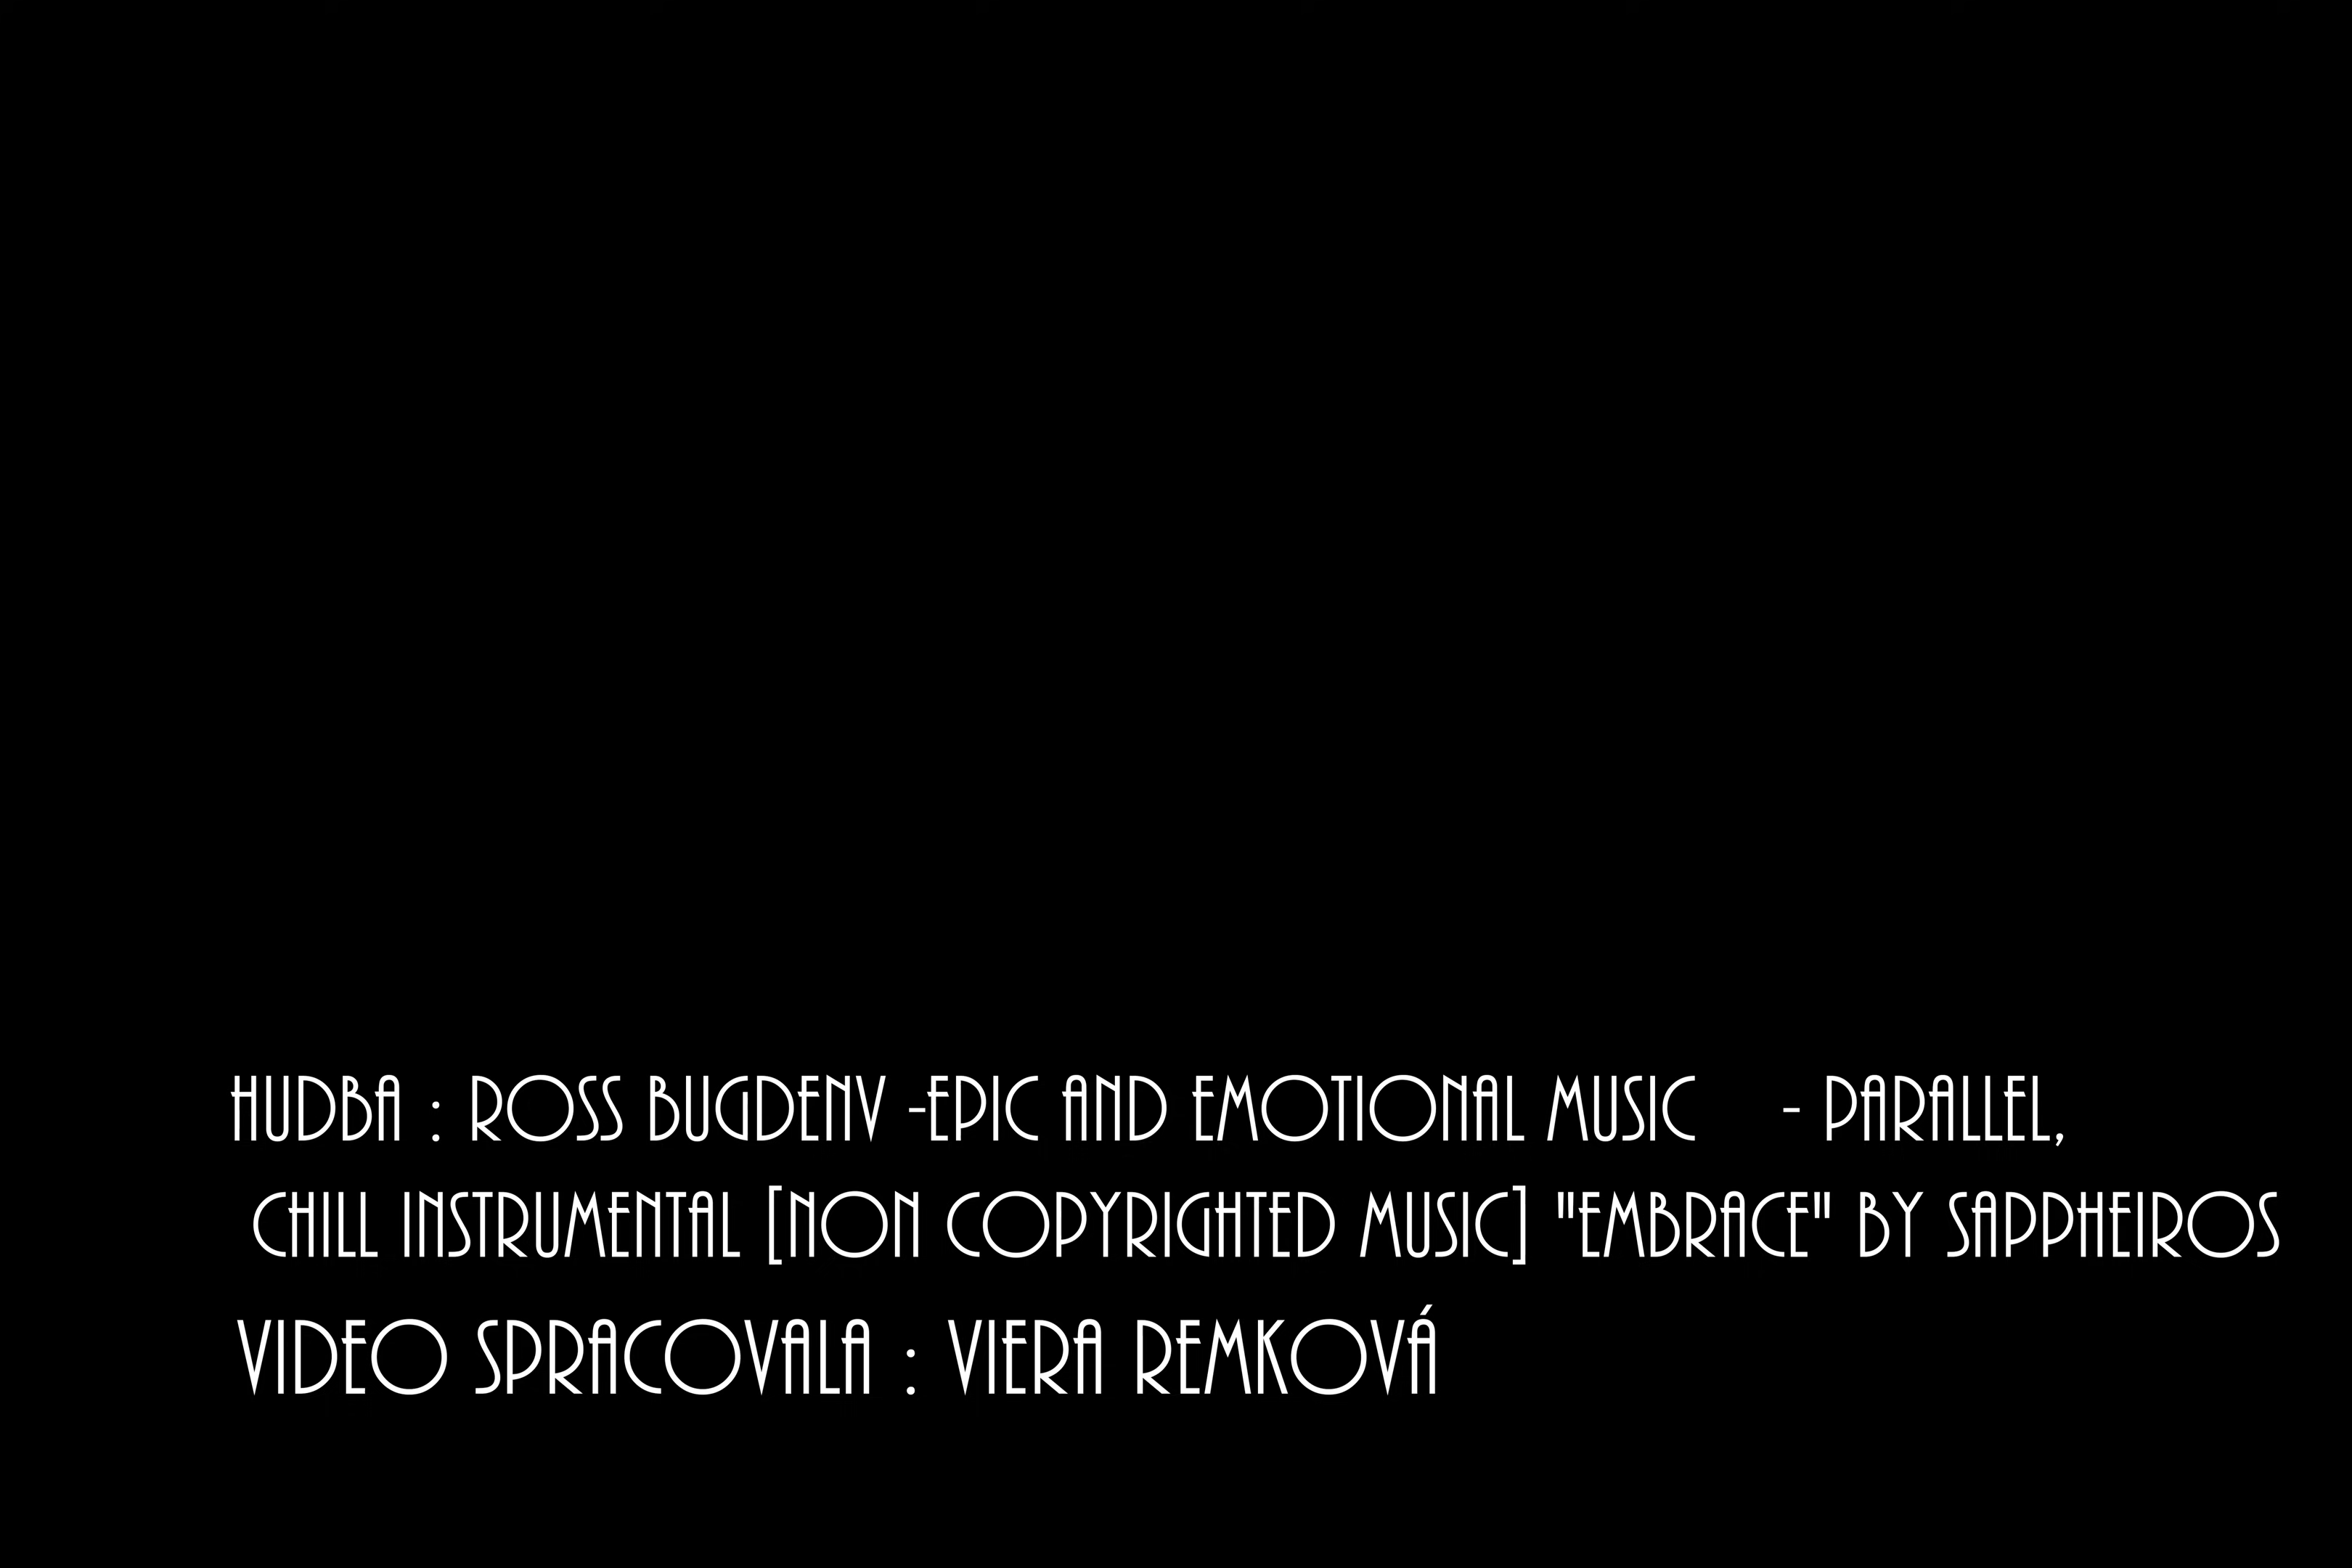 HUDBA : ROSS BUGDENV -EPIC AND EMOTIONAL MUSIC - PARALLEL,
CHILL INSTRUMENTAL [NON COPYRIGHTED MUSIC] "EMBRACE" BY SAPPHEIROS
VIDEO SPRACOVALA : VIERA REMKOVÁ